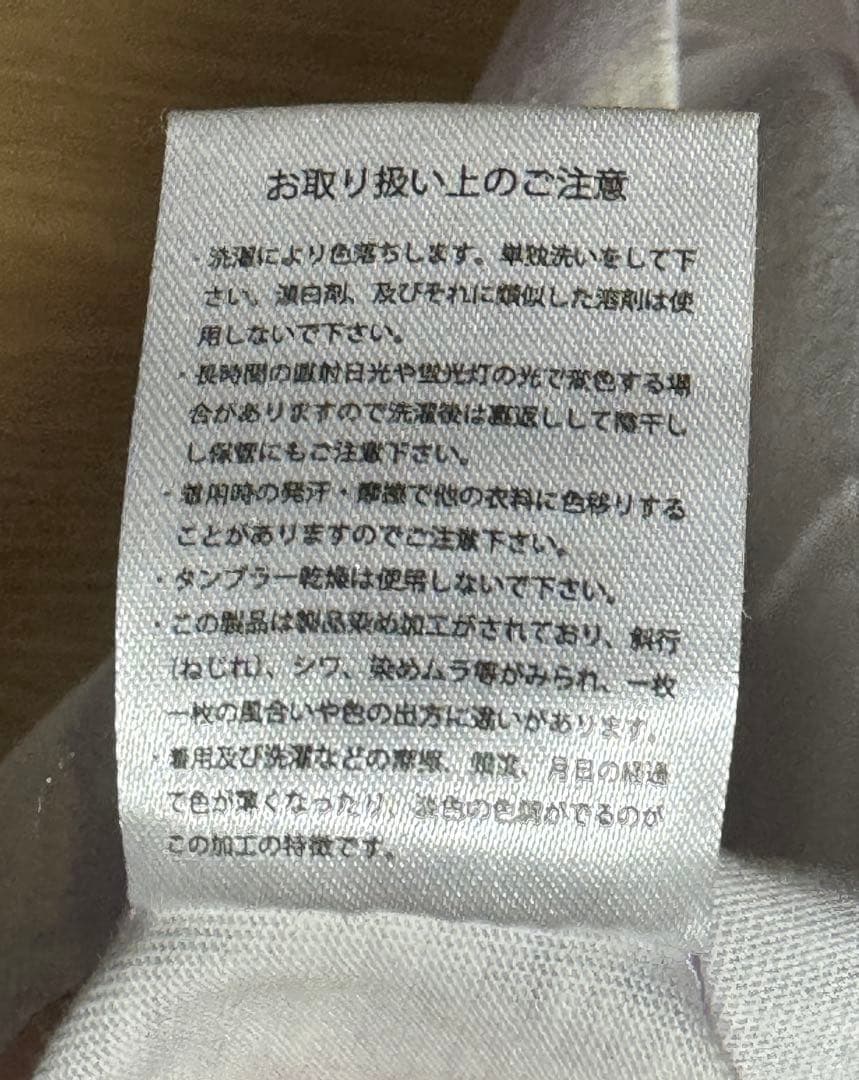 お取り扱い上のご注意
・洗濯により色落ちします。単独洗いをして下
さい。漂白剤、及びそれに類似した溶剤は使
用しないで下さい。
・長時間の直射日光や蛍光灯の光で変色する場
合がありますので洗濯後は裏返しして陰干し
し保管にもご注意下さい。
・着用時の発汗・摩擦で他の衣料に色移りする
ことがありますのでご注意下さい。
・タンブラー乾燥は使用しないで下さい。
・この製品は製品染め加工がされており、斜行
(ねじれ)、シワ、染めムラ等がみられ、一枚
一枚の風合いや色の出方に違いがあります。
・着用及び洗濯などの摩擦、 月日の経過
て色が薄くなったり、 がでるのが
この加工の特徴です。